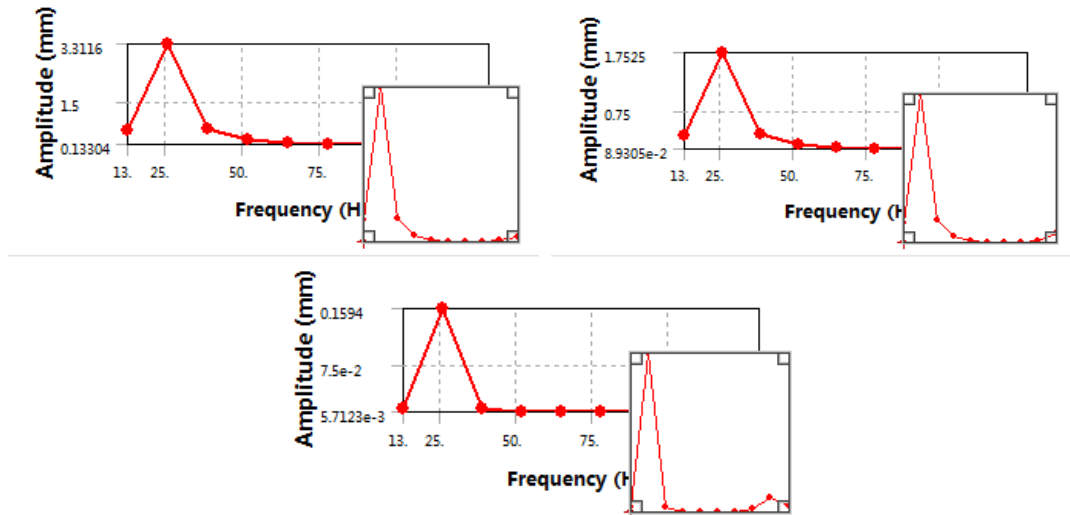 Amplitude (mm)
3.3116
1.5
0.13304
13. 25. 50. 75.
Frequency (H
Amplitude (mm)
1.7525
0.75
8.9305e-2
13. 25. 50. 75.
Frequency (H
Amplitude (mm)
0.1594
7.5e-2
5.7123e-3
13. 25. 50. 75.
Frequency (H